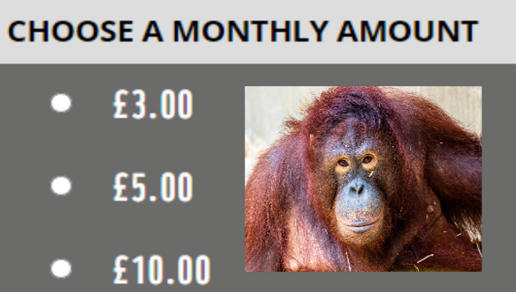 CHOOSE A MONTHLY AMOUNT
£3.00
£5.00
£10.00